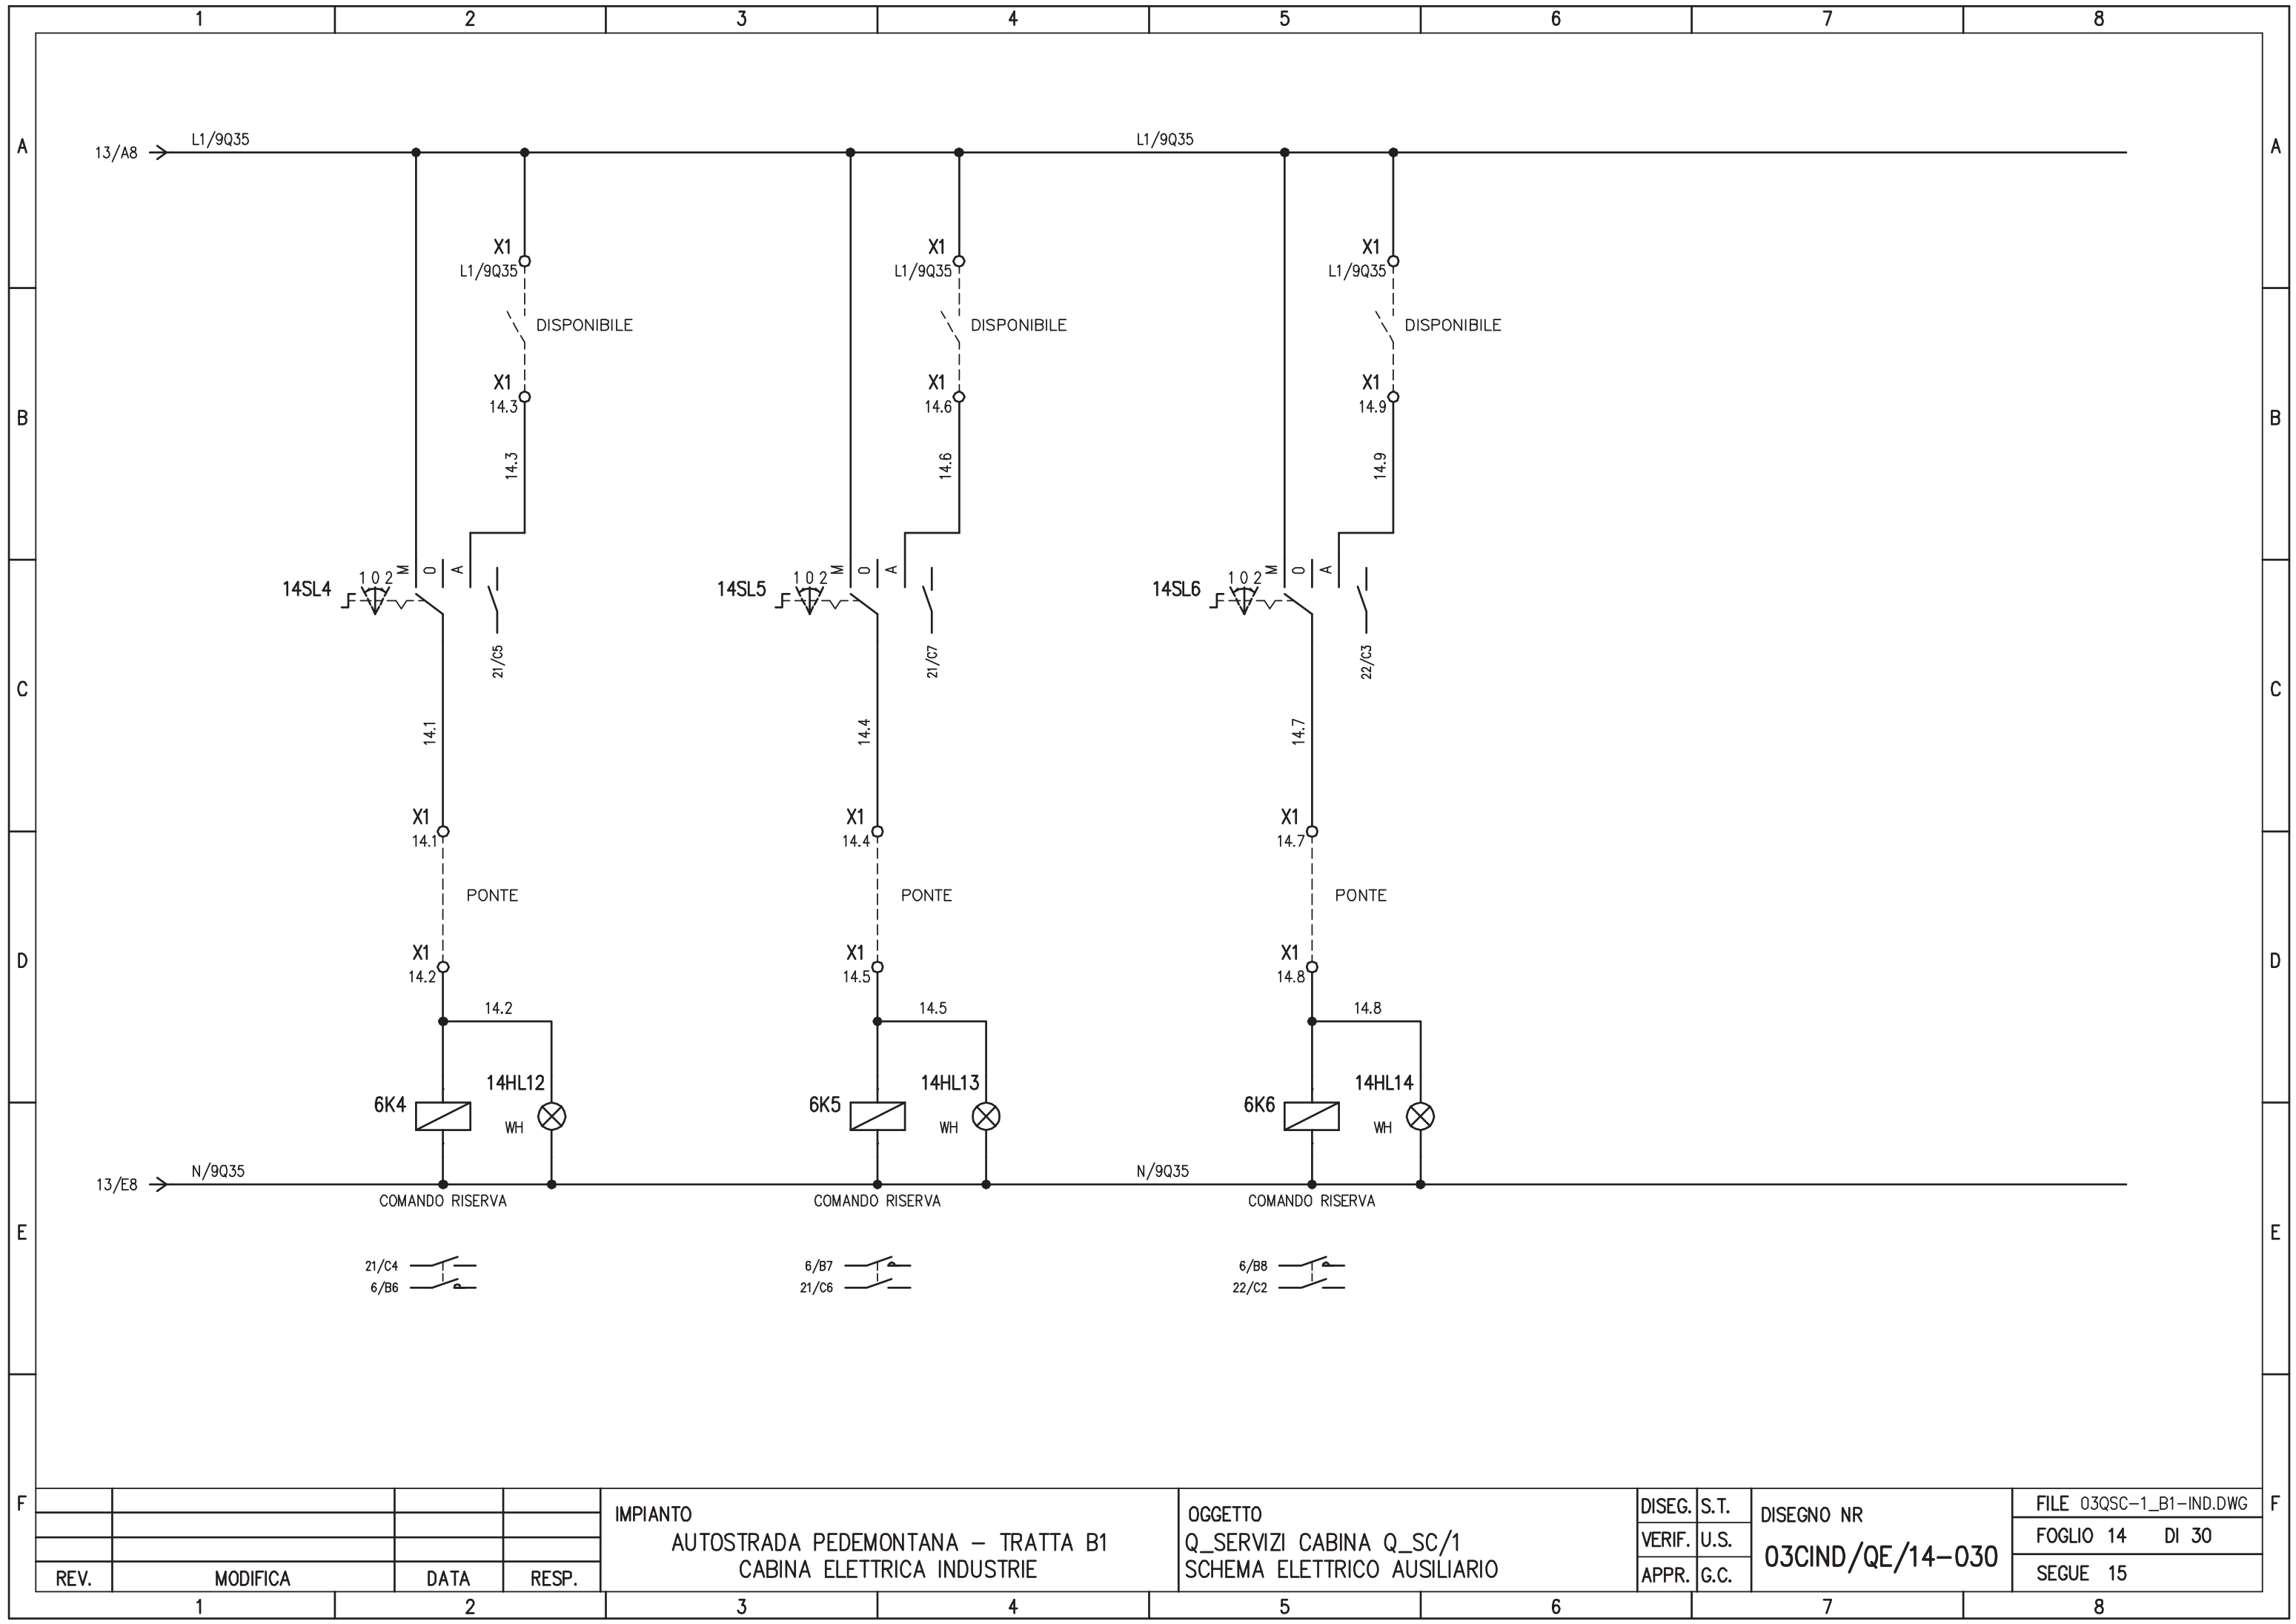 1 2 3 4 5 6 7 8
A A
13/A8 L1/9Q35 L1/9Q35
X1 X1 X1
L1/9Q35 L1/9Q35 L1/9Q35
DISPONIBILE DISPONIBILE DISPONIBILE
X1 X1 X1
14.3 14.6 14.9
B B
14.3 14.6 14.9
M 0 A M 0 A M 0 A
1 0 2 1 0 2 1 0 2
14SL4 14SL5 14SL6
21/C5 21/C7 22/C3
C C
14.1 14.4 14.7
X1 X1 X1
14.1 14.4 14.7
PONTE PONTE PONTE
X1 X1 X1
D D
14.2 14.5 14.8
14.2 14.5 14.8
14HL12 14HL13 14HL14
6K4 6K5 6K6
WH WH WH
13/E8 N/9Q35 N/9Q35
COMANDO RISERVA COMANDO RISERVA COMANDO RISERVA
E E
21/C4 6/B7 6/B8
6/B6 21/C6 22/C2
F F
REV. MODIFICA DATA RESP.
IMPIANTO
AUTOSTRADA PEDEMONTANA – TRATTA B1
CABINA ELETTRICA INDUSTRIE
OGGETTO
Q_SERVIZI CABINA Q_SC/1
SCHEMA ELETTRICO AUSILIARIO
DISEG. S.T.
VERIF. U.S.
APPR. G.C.
DISEGNO NR
03CIND/QE/14-030
FILE 03QSC-1_B1-IND.DWG
FOGLIO 14 DI 30
SEGUE 15
1 2 3 4 5 6 7 8